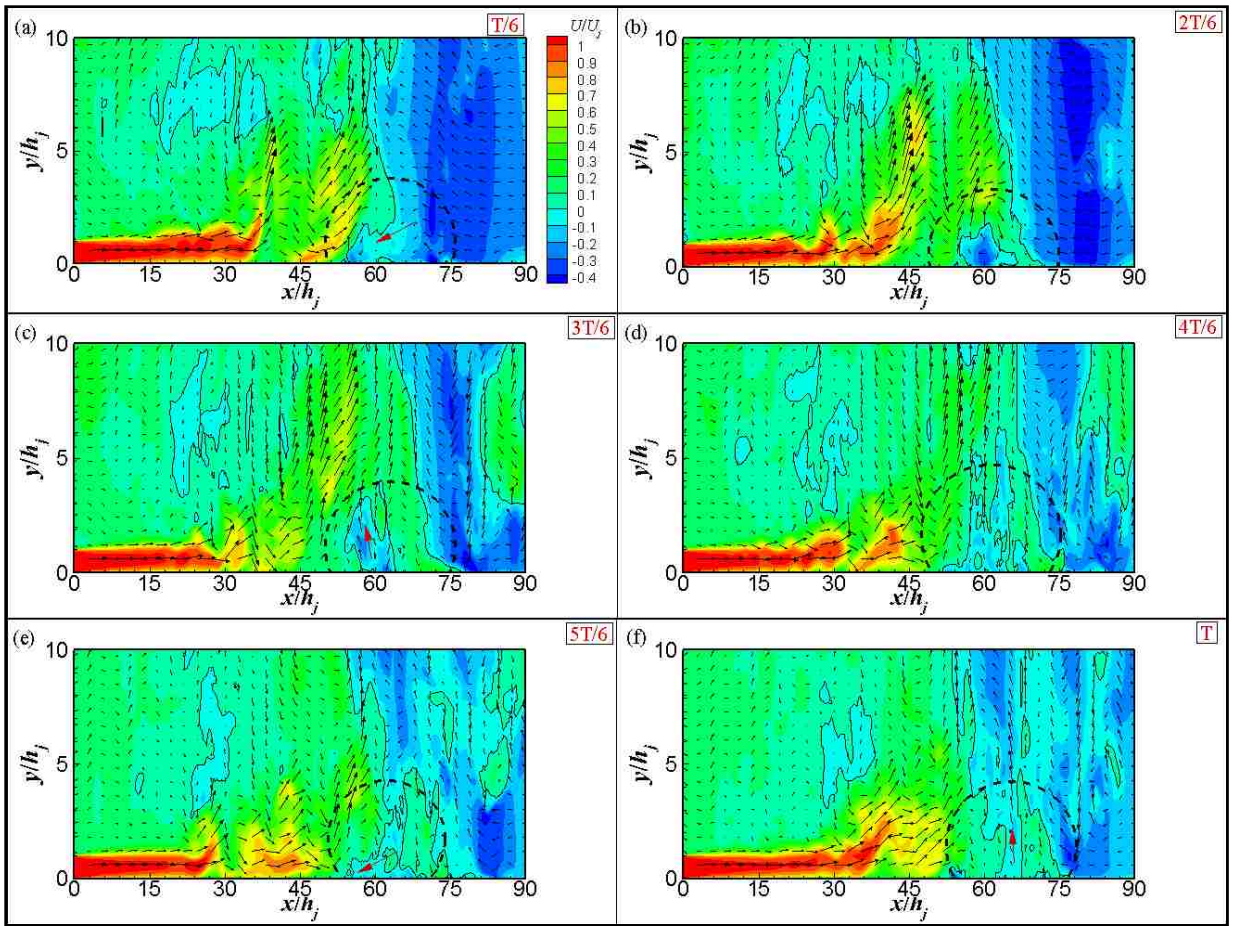 (a)
T/6
U/U_j
1
0.9
0.8
0.7
0.6
0.5
0.4
0.3
0.2
0.1
0
-0.1
-0.2
-0.3
-0.4
10
5
0
y/h_j
0 15 30 45 60 75 90
x/h_j
(b)
2T/6
10
5
0
y/h_j
0 15 30 45 60 75 90
x/h_j
(c)
3T/6
10
5
0
y/h_j
0 15 30 45 60 75 90
x/h_j
(d)
4T/6
10
5
0
y/h_j
0 15 30 45 60 75 90
x/h_j
(e)
5T/6
10
5
0
y/h_j
0 15 30 45 60 75 90
x/h_j
(f)
T
10
5
0
y/h_j
0 15 30 45 60 75 90
x/h_j